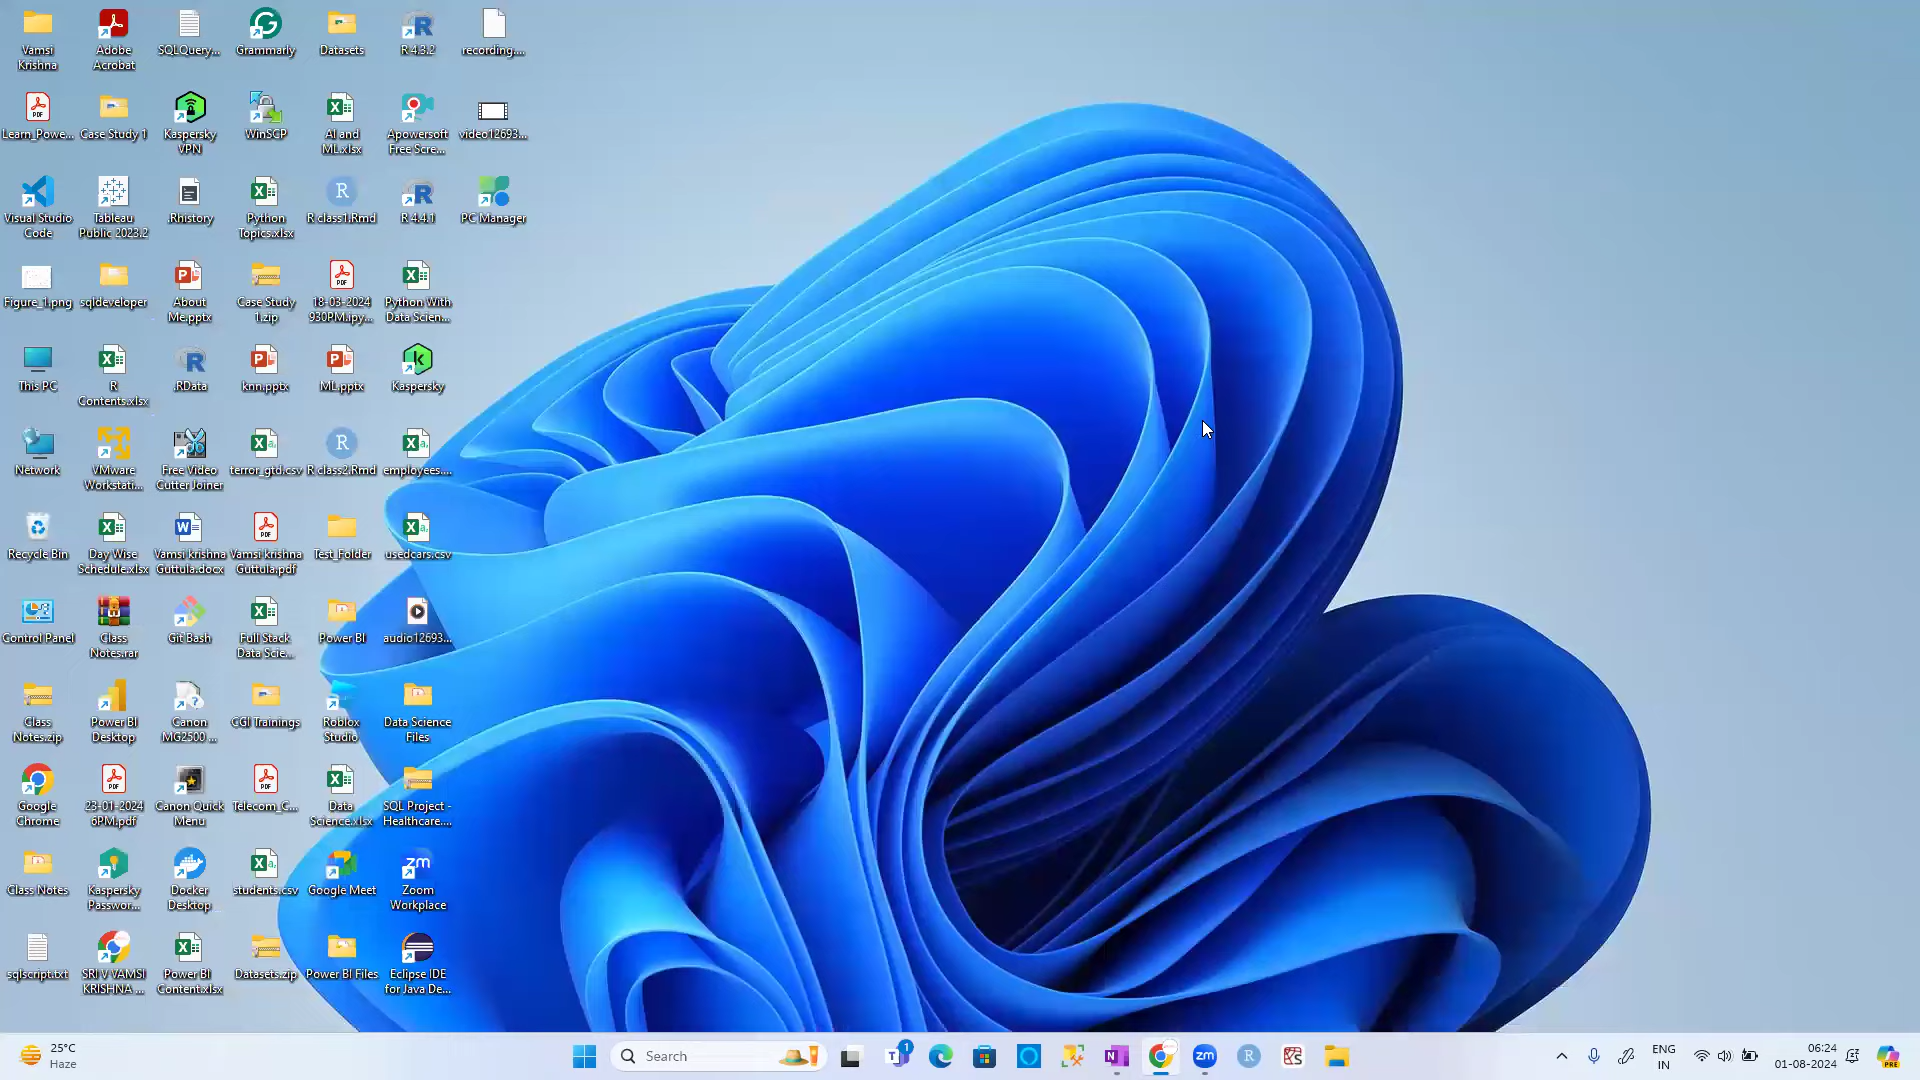 Vamsi
Krishna
Adobe
Acrobat
SQLQuery...
Grammarly
Datasets
R 4.3.2
recording....
Learn_Powe...
Case Study 1
Kaspersky
VPN
WinSCP
AI and
ML.xlsx
Apowersoft
Free Scre...
video12693...
Visual Studio
Code
Tableau
Public 2023.2
.Rhistory
Python
Topics.xlsx
R class1.Rmd
R 4.4.1
PC Manager
Figure_1.png
sqldeveloper
About
Me.pptx
Case Study
1.zip
18-03-2024
930PM.ipy...
Python With
Data Scien...
This PC
R
Contents.xlsx
.RData
knn.pptx
ML.pptx
Kaspersky
Network
VMware
Workstati...
Free Video
Cutter Joiner
terror_gtd.csv
R class2.Rmd
employees....
Recycle Bin
Day Wise
Schedule.xlsx
Vamsi krishna
Guttula.docx
Vamsi krishna
Guttula.pdf
Test_Folder
usedcars.csv
Control Panel
Class
Notes.rar
Git Bash
Full Stack
Data Scie...
Power BI
audio12693...
Class
Notes.zip
Power BI
Desktop
Canon
MG2500 ...
CGI Trainings
Roblox
Studio
Data Science
Files
Google
Chrome
23-01-2024
6PM.pdf
Canon Quick
Menu
Telecom_C...
Data
Science.xlsx
SQL Project -
Healthcare....
Class Notes
Kaspersky
Passwor...
Docker
Desktop
students.csv
Google Meet
Zoom
Workplace
sqlscript.txt
SRI V VAMSI
KRISHNA ...
Power BI
Content.xlsx
Datasets.zip
Power BI Files
Eclipse IDE
for Java De...
25°C
Haze
Search
1
zm
ENG
IN
06:24
01-08-2024